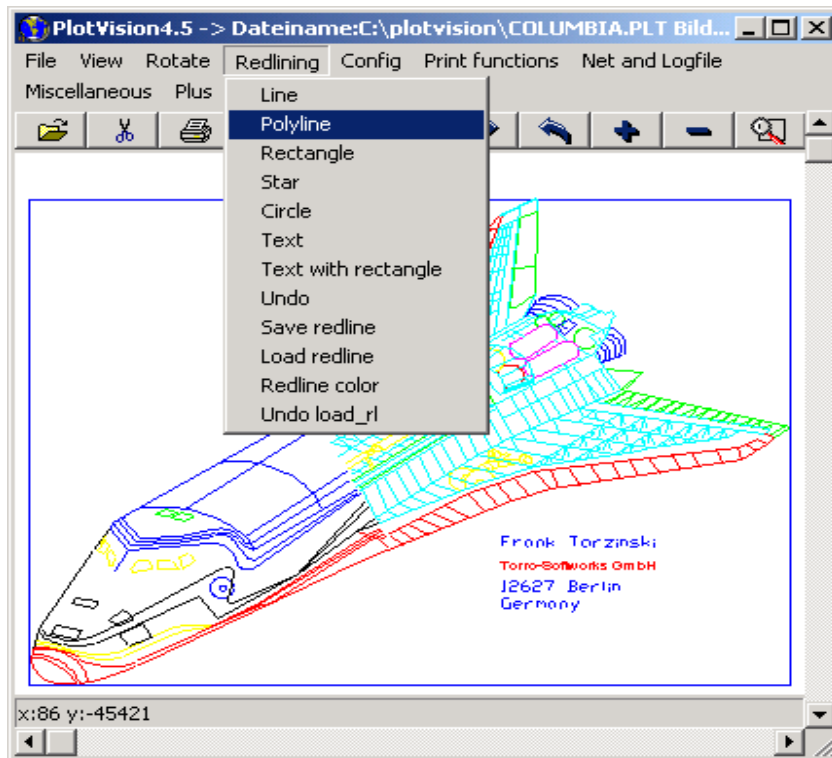 PlotVision4.5 -> Dateiname:C:\plotvision\COLUMBIA.PLT Bild...
File View Rotate Redlining Config Print functions Net and Logfile
Miscellaneous Plus
Line
Polyline
Rectangle
Star
Circle
Text
Text with rectangle
Undo
Save redline
Load redline
Redline color
Undo load_rl
Frank Torzinski
Torro-Softworks GmbH
12627 Berlin
Germany
x:86 y:-45421